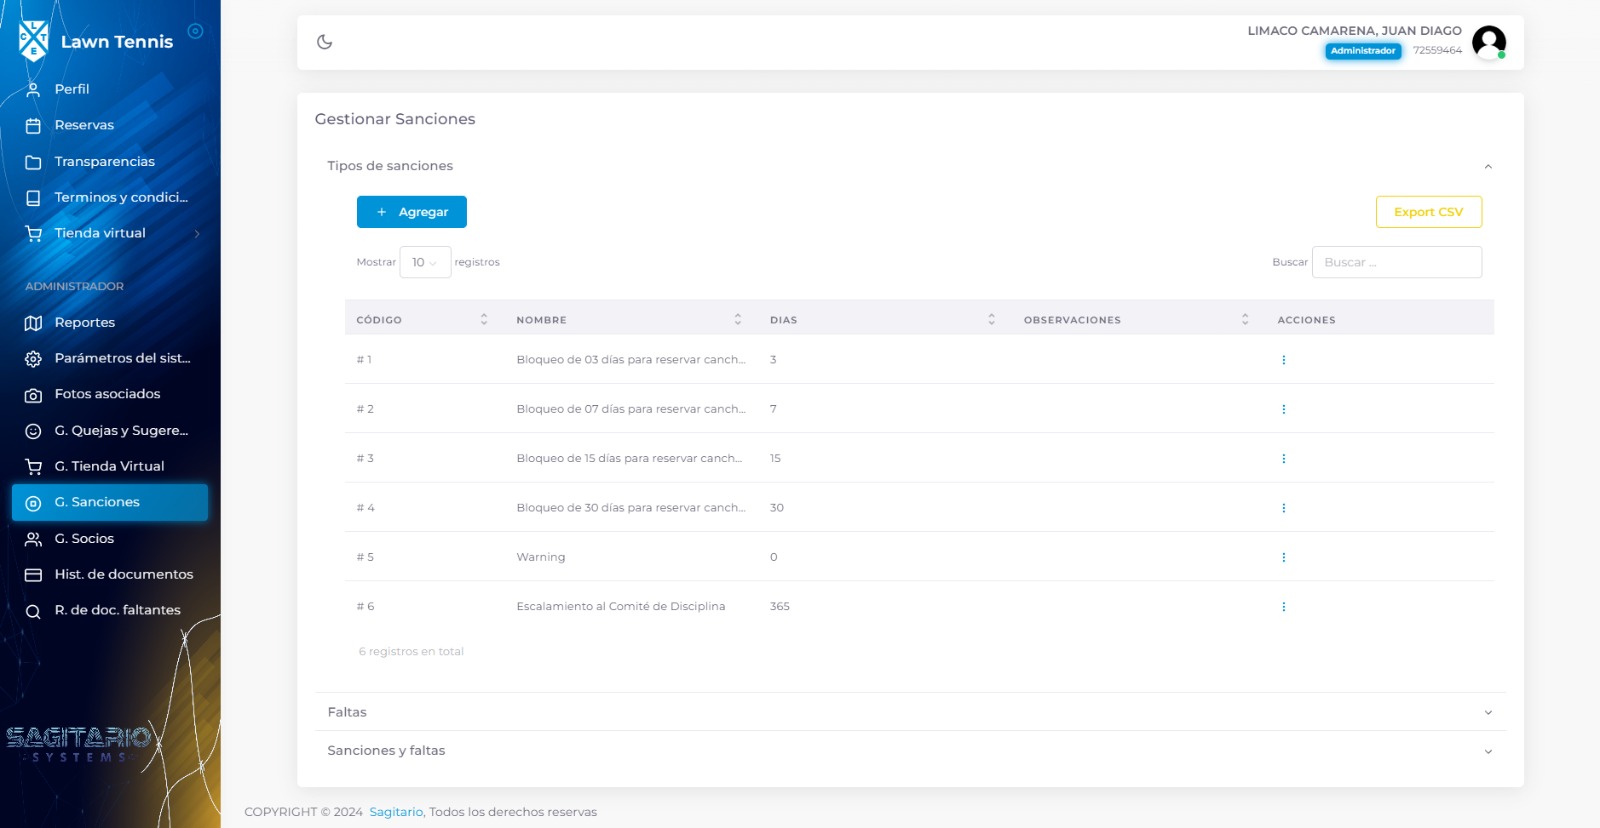 Lawn Tennis
Perfil
Reservas
Transparencias
Terminos y condici...
Tienda virtual
ADMINISTRADOR
Reportes
Parámetros del sist...
Fotos asociados
G. Quejas y Sugere...
G. Tienda Virtual
G. Sanciones
G. Socios
Hist. de documentos
R. de doc. faltantes
SAGITARIO
SYSTEMS
LIMACO CAMARENA, JUAN DIAGO
Administrador 72559464
Gestionar Sanciones
Tipos de sanciones
+ Agregar
Export CSV
Mostrar 10 registros
Buscar Buscar ...
CÓDIGO NOMBRE DIAS OBSERVACIONES ACCIONES
# 1 Bloqueo de 03 días para reservar canch... 3
# 2 Bloqueo de 07 días para reservar canch... 7
# 3 Bloqueo de 15 días para reservar canch... 15
# 4 Bloqueo de 30 días para reservar canch... 30
# 5 Warning 0
# 6 Escalamiento al Comité de Disciplina 365
6 registros en total
Faltas
Sanciones y faltas
COPYRIGHT © 2024 Sagitario, Todos los derechos reservas